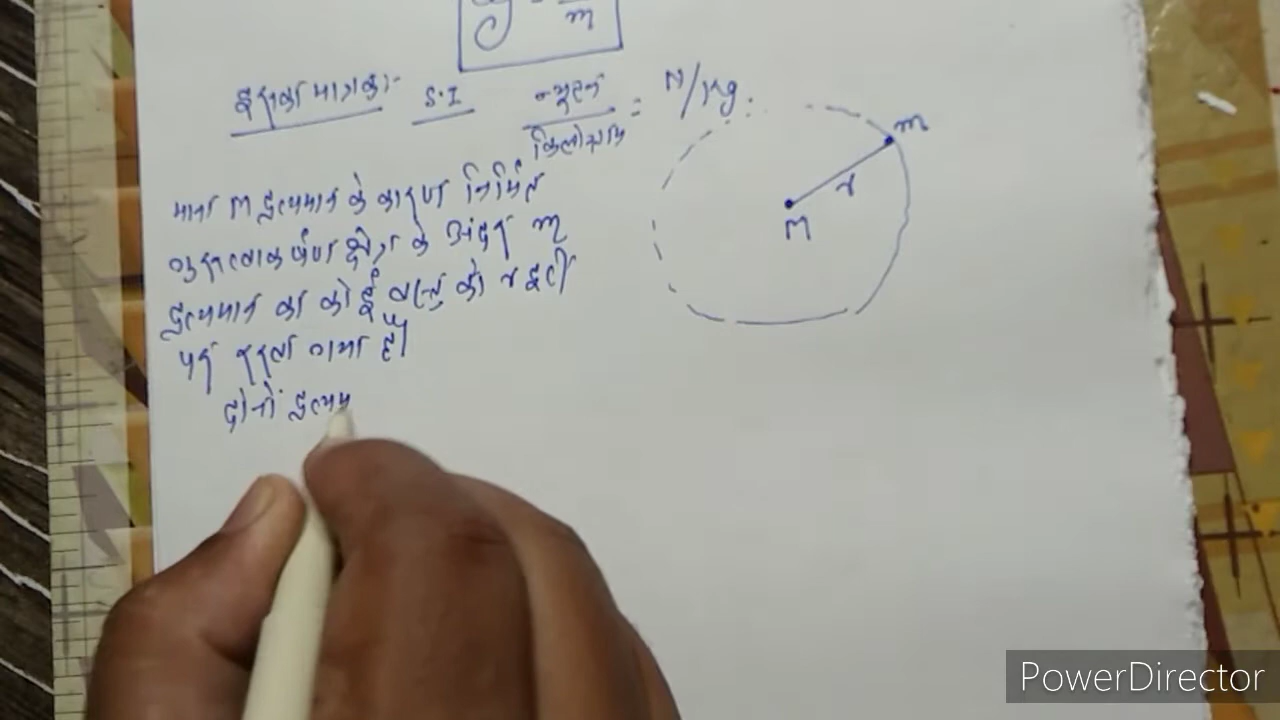 m
इसका मात्रक:- S.I न्यूटन / किलोग्राम = N/kg.
माना M द्रव्यमान के कारण निर्मित
गुरुत्वाकर्षण क्षेत्र के अंदर m
द्रव्यमान का कोई वस्तु को r दूरी
पर रखा गया है।
दोनों द्रव्यम
m
r
M
PowerDirector